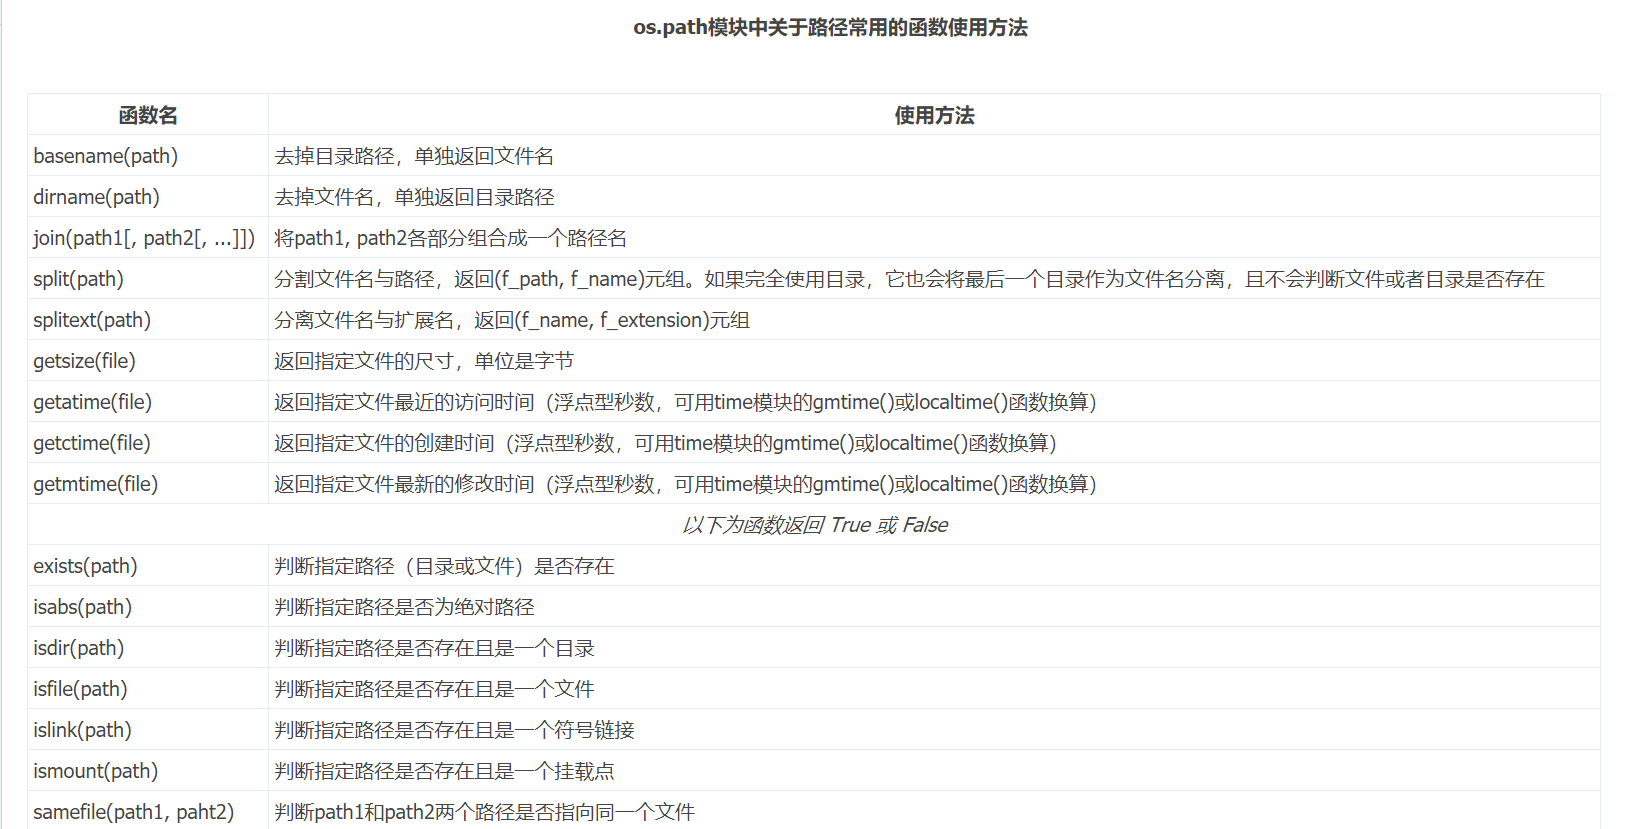 os.path模块中关于路径常用的函数使用方法
函数名 使用方法
basename(path) 去掉目录路径，单独返回文件名
dirname(path) 去掉文件名，单独返回目录路径
join(path1[, path2[, ...]]) 将path1, path2各部分组合成一个路径名
split(path) 分割文件名与路径，返回(f_path, f_name)元组。如果完全使用目录，它也会将最后一个目录作为文件名分离，且不会判断文件或者目录是否存在
splitext(path) 分离文件名与扩展名，返回(f_name, f_extension)元组
getsize(file) 返回指定文件的尺寸，单位是字节
getatime(file) 返回指定文件最近的访问时间（浮点型秒数，可用time模块的gmtime()或localtime()函数换算）
getctime(file) 返回指定文件的创建时间（浮点型秒数，可用time模块的gmtime()或localtime()函数换算）
getmtime(file) 返回指定文件最新的修改时间（浮点型秒数，可用time模块的gmtime()或localtime()函数换算）
以下为函数返回 True 或 False
exists(path) 判断指定路径（目录或文件）是否存在
isabs(path) 判断指定路径是否为绝对路径
isdir(path) 判断指定路径是否存在且是一个目录
isfile(path) 判断指定路径是否存在且是一个文件
islink(path) 判断指定路径是否存在且是一个符号链接
ismount(path) 判断指定路径是否存在且是一个挂载点
samefile(path1, paht2) 判断path1和path2两个路径是否指向同一个文件